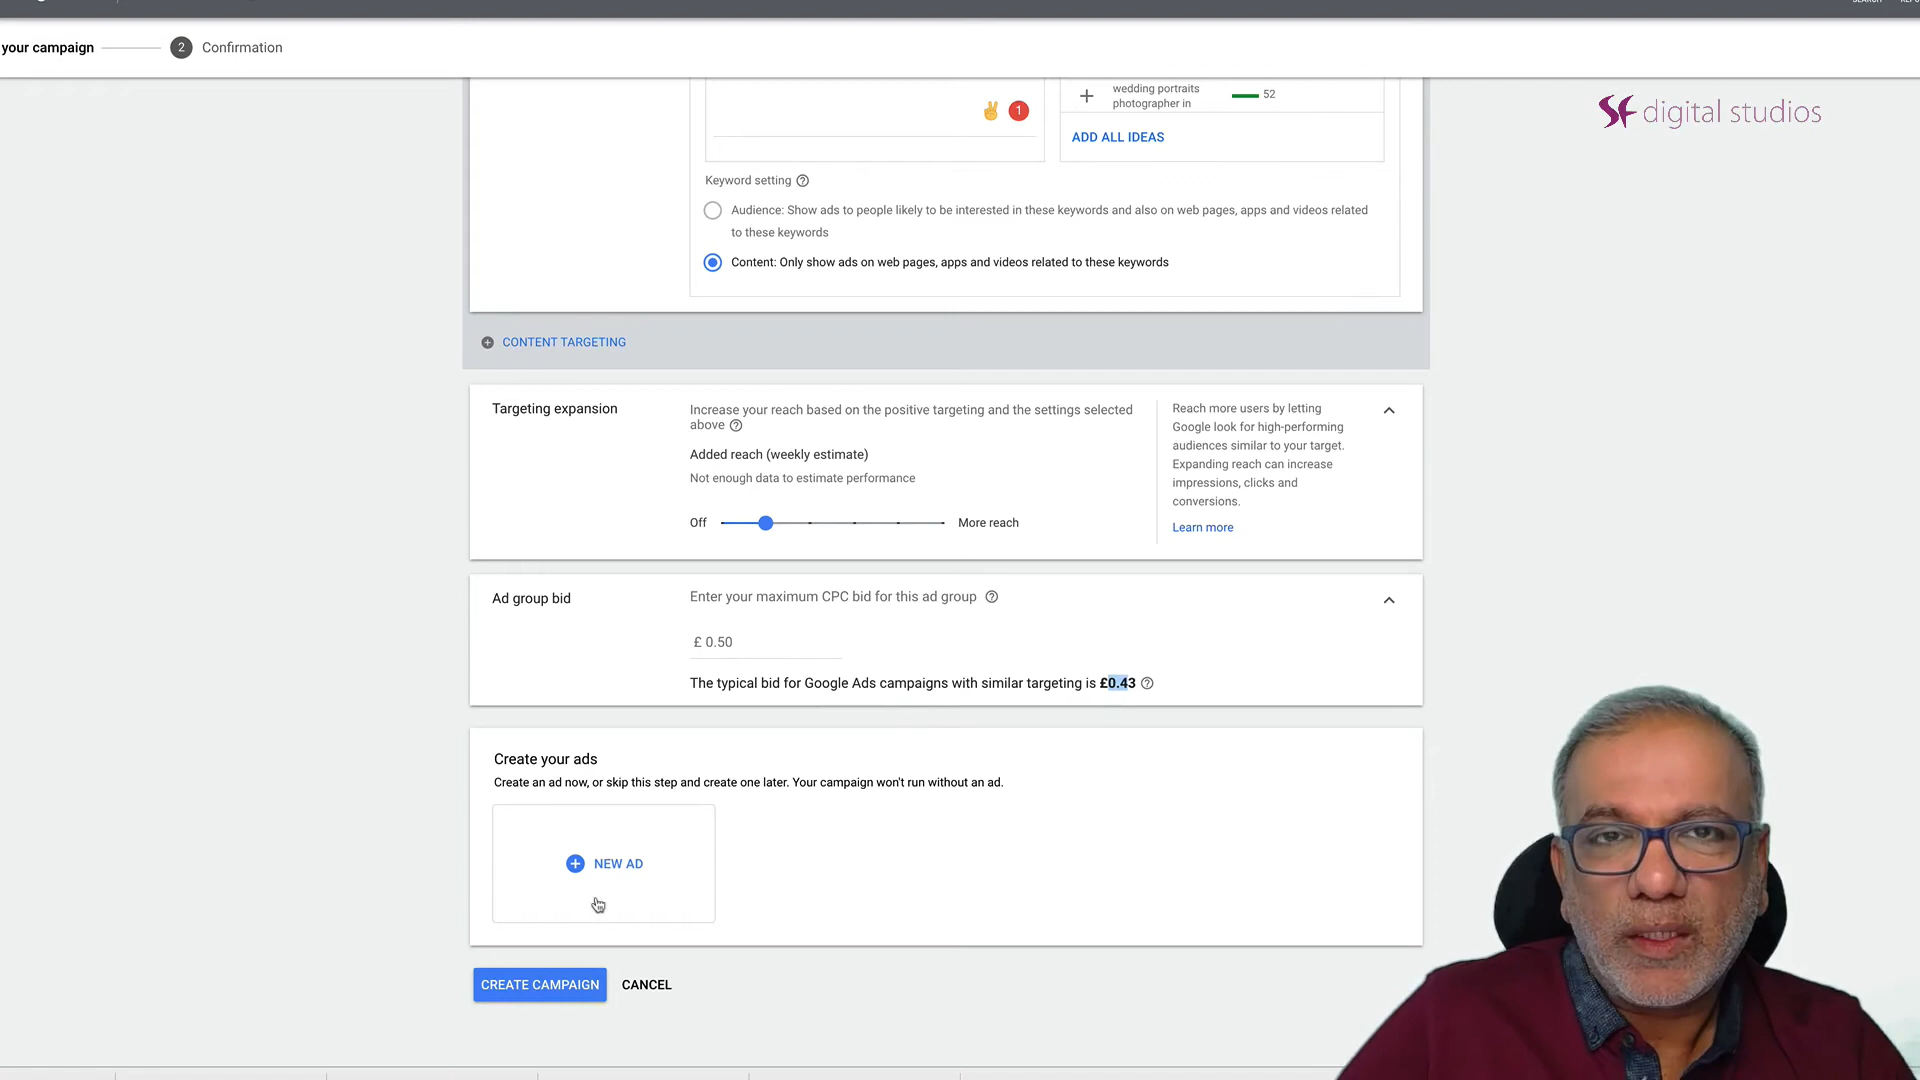 your campaign
2 Confirmation
SF digital studios
wedding portraits
photographer in
52
1
ADD ALL IDEAS
Keyword setting
Audience: Show ads to people likely to be interested in these keywords and also on web pages, apps and videos related
to these keywords
Content: Only show ads on web pages, apps and videos related to these keywords
CONTENT TARGETING
Targeting expansion
Increase your reach based on the positive targeting and the settings selected
above
Added reach (weekly estimate)
Not enough data to estimate performance
Off
More reach
Reach more users by letting
Google look for high-performing
audiences similar to your target.
Expanding reach can increase
impressions, clicks and
conversions.
Learn more
Ad group bid
Enter your maximum CPC bid for this ad group
£ 0.50
The typical bid for Google Ads campaigns with similar targeting is £0.43
Create your ads
Create an ad now, or skip this step and create one later. Your campaign won't run without an ad.
NEW AD
CREATE CAMPAIGN
CANCEL